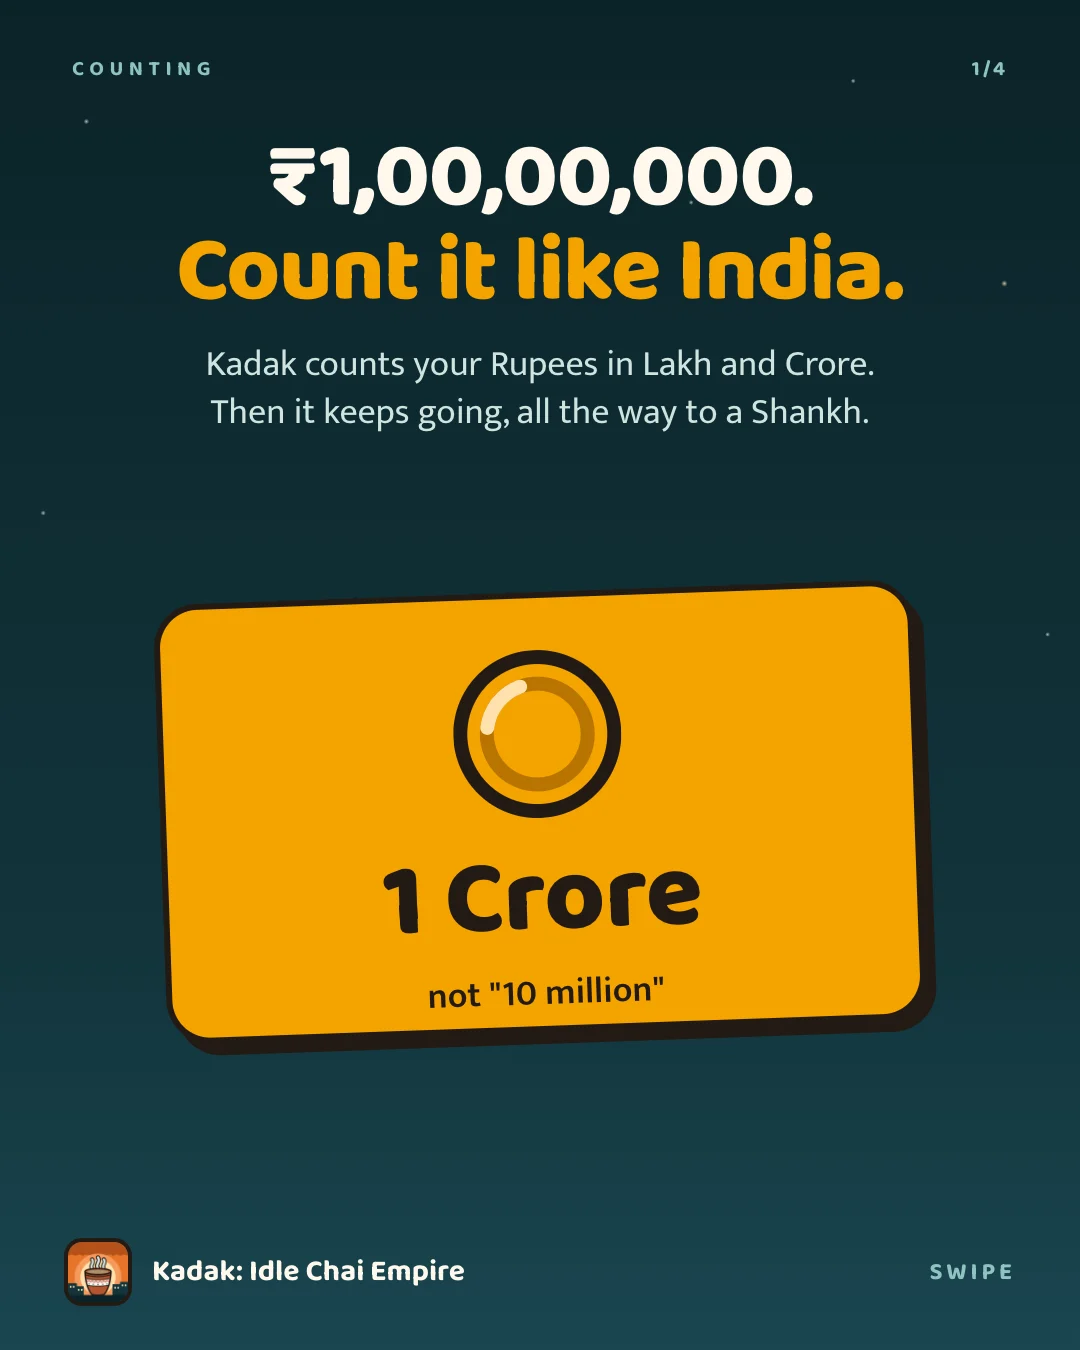 COUNTING
1/4
₹1,00,00,000.
Count it like India.
Kadak counts your Rupees in Lakh and Crore.
Then it keeps going, all the way to a Shankh.
1 Crore
not "10 million"
Kadak: Idle Chai Empire
SWIPE